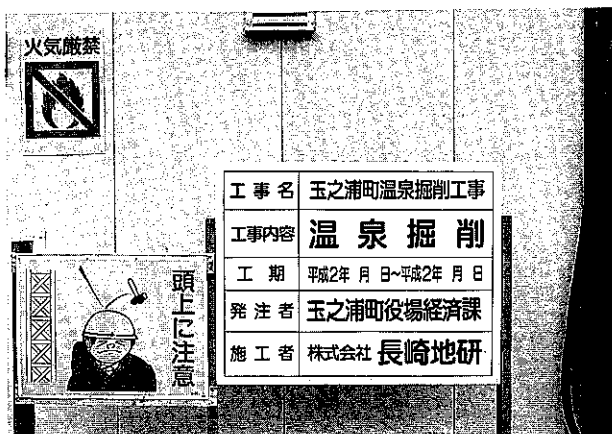 火気厳禁
工事名 玉之浦町温泉掘削工事
工事内容 温泉掘削
工期 平成2年 月 日~平成2年 月 日
発注者 玉之浦町役場経済課
施工者 株式会社 長崎地研
頭上に注意